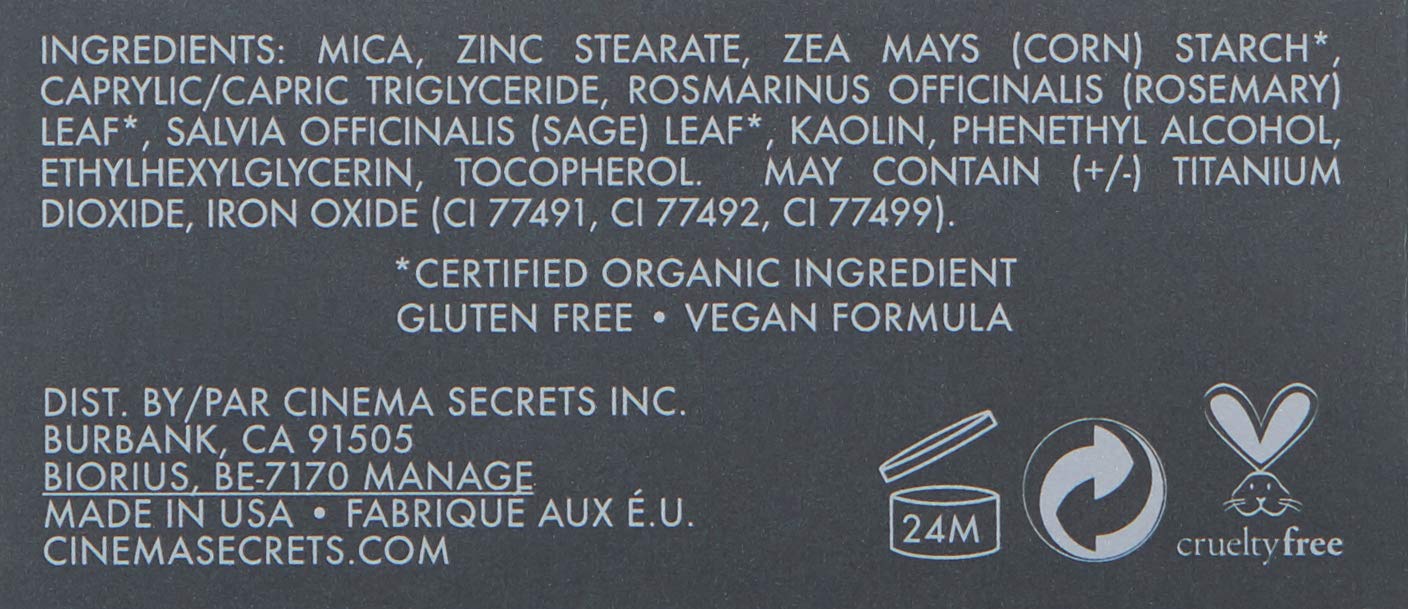 INGREDIENTS: MICA, ZINC STEARATE, ZEA MAYS (CORN) STARCH*,
CAPRYLIC/CAPRIC TRIGLYCERIDE, ROSMARINUS OFFICINALIS (ROSEMARY)
LEAF*, SALVIA OFFICINALIS (SAGE) LEAF*, KAOLIN, PHENETHYL ALCOHOL,
ETHYLHEXYLGLYCERIN, TOCOPHEROL. MAY CONTAIN (+/-) TITANIUM
DIOXIDE, IRON OXIDE (CI 77491, CI 77492, CI 77499).
*CERTIFIED ORGANIC INGREDIENT
GLUTEN FREE • VEGAN FORMULA
DIST. BY/PAR CINEMA SECRETS INC.
BURBANK, CA 91505
BIORIUS, BE-7170 MANAGE
MADE IN USA • FABRIQUÉ AUX É.U.
CINEMASECRETS.COM
24M
crueltyfree